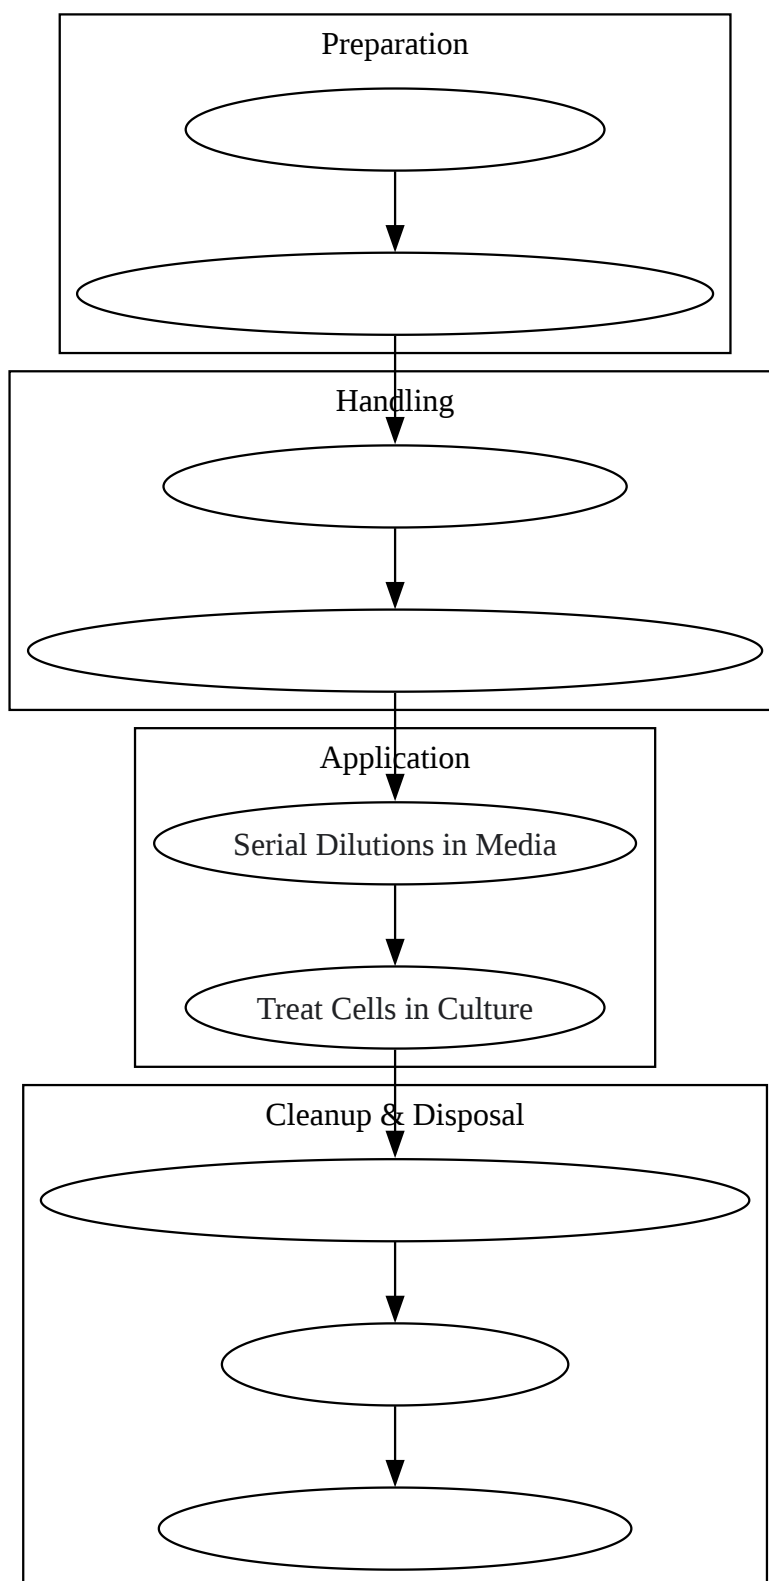 Preparation
Handling
Application
Serial Dilutions in Media
Treat Cells in Culture
Cleanup & Disposal